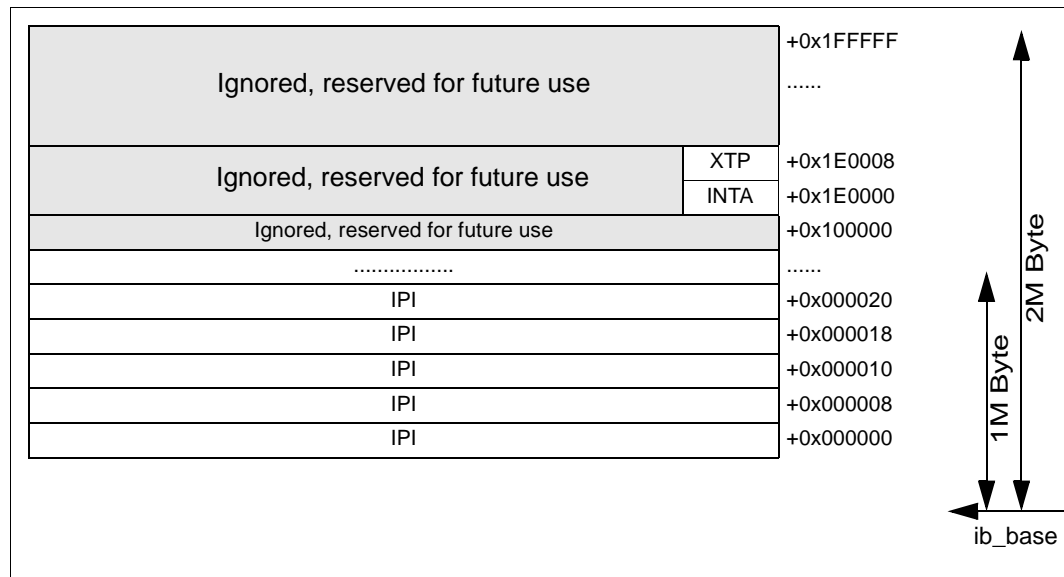 +0x1FFFFF
Ignored, reserved for future use
......
XTP +0x1E0008
Ignored, reserved for future use
INTA +0x1E0000
Ignored, reserved for future use +0x100000
................. ......
IPI +0x000020
IPI +0x000018
IPI +0x000010
IPI +0x000008
IPI +0x000000
1M Byte
2M Byte
ib_base